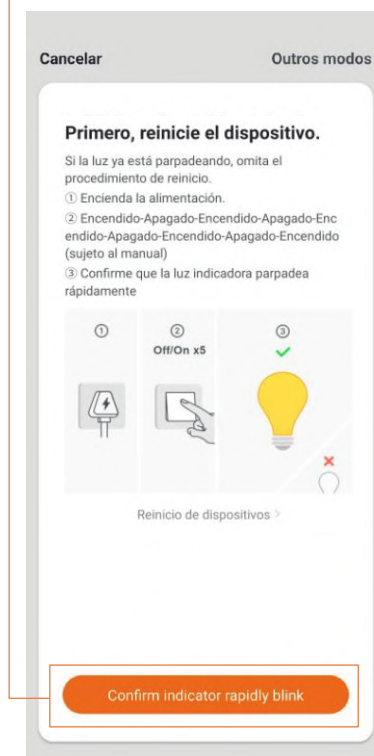 Cancelar
Outros modos
Primero, reinicie el dispositivo.
Si la luz ya está parpadeando, omita el
procedimiento de reinicio.
① Encienda la alimentación.
② Encendido-Apagado-Encendido-Apagado-Enc
endido-Apagado-Encendido-Apagado-Encendido
(sujeto al manual)
③ Confirme que la luz indicadora parpadea
rápidamente
① ② ③
Off/On x5
Reinicio de dispositivos >
Confirm indicator rapidly blink